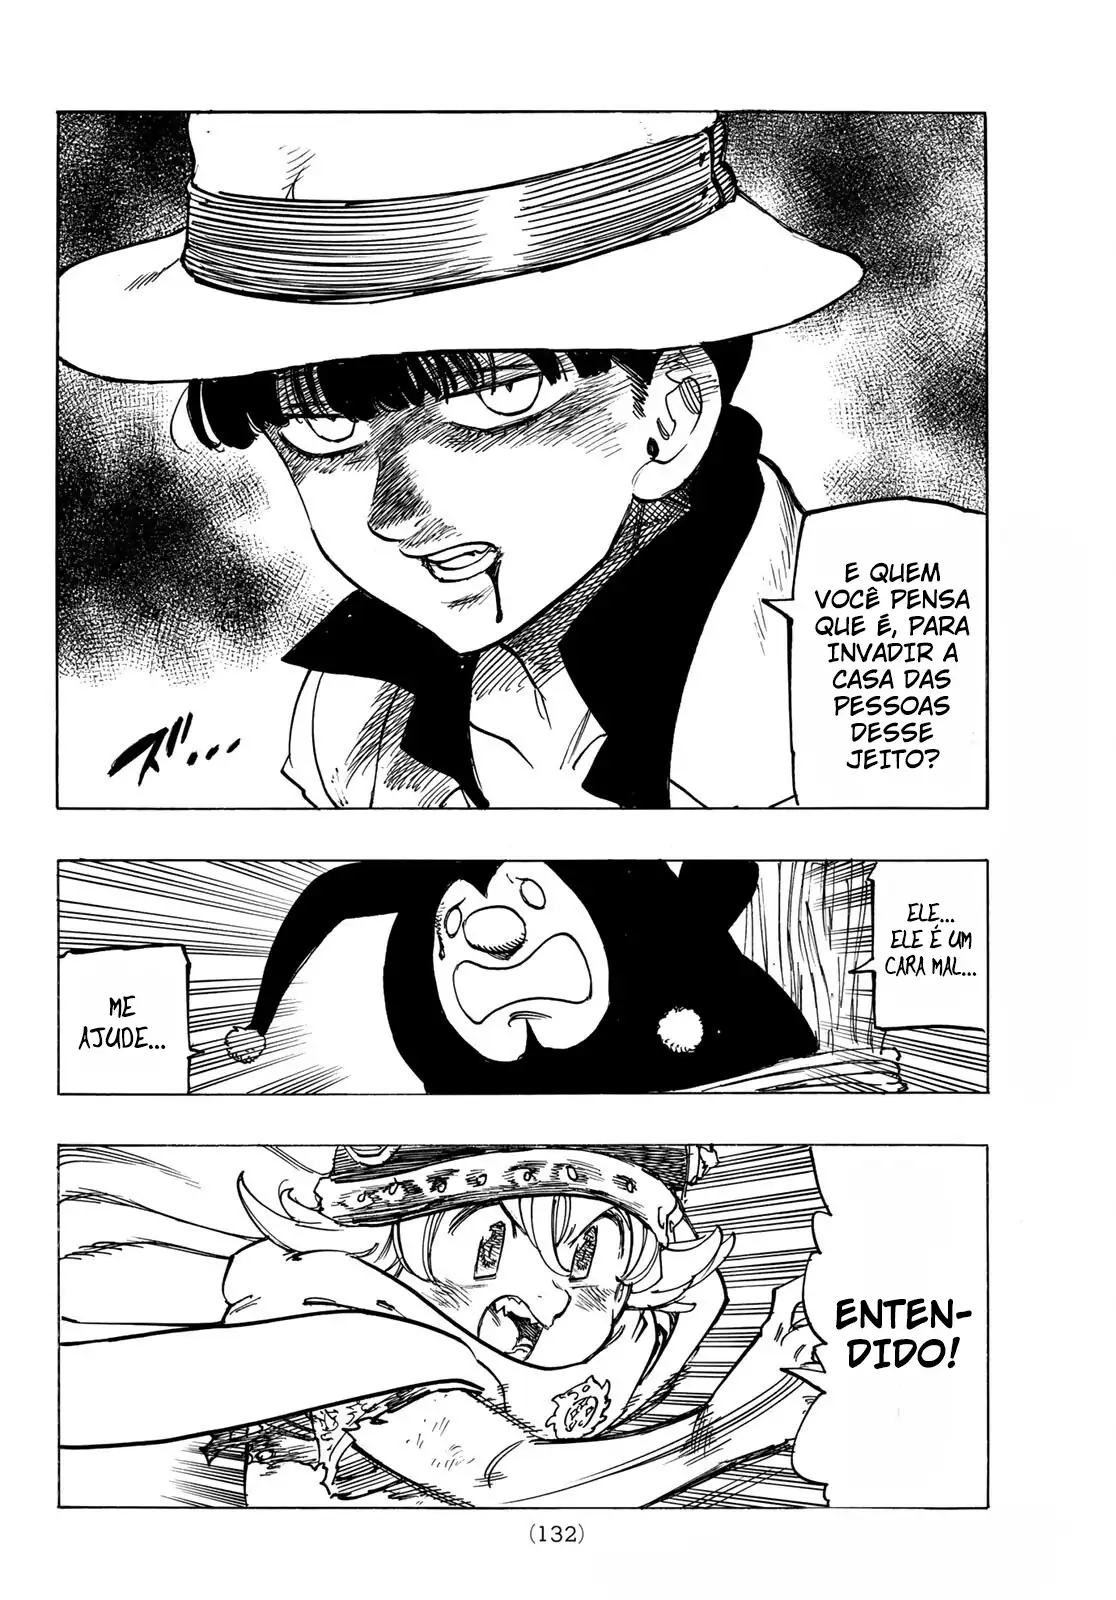 E QUEM
VOCÊ PENSA
QUE É, PARA
INVADIR A
CASA DAS
PESSOAS
DESSE
JEITO?
ズ...
ELE...
ELE É UM
CARA MAL...
ME
AJUDE...
ENTEN-
DIDO!
(132)